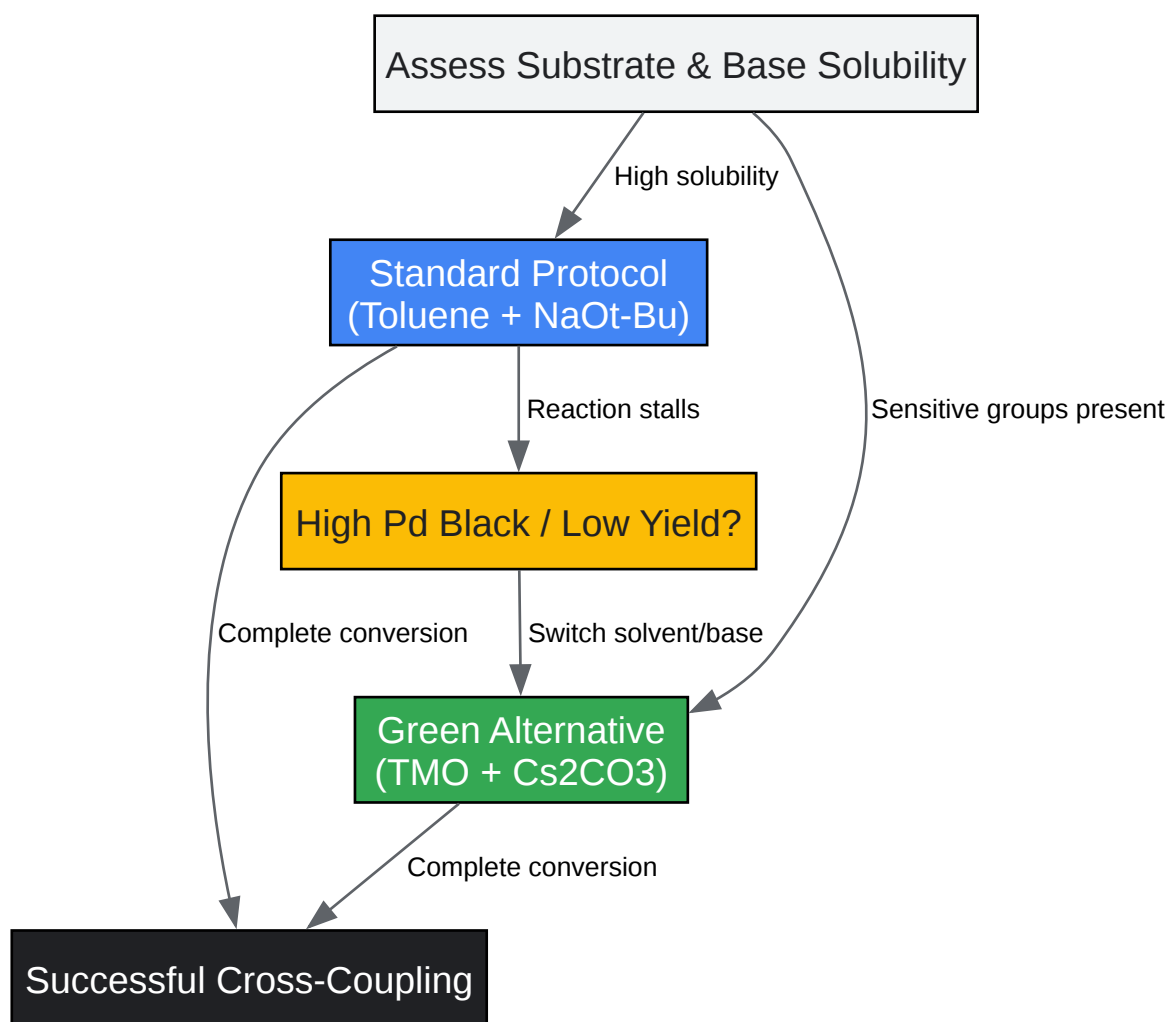 Assess Substrate & Base Solubility
High solubility
Standard Protocol
(Toluene + NaOt-Bu)
Reaction stalls
Sensitive groups present
High Pd Black / Low Yield?
Complete conversion
Switch solvent/base
Green Alternative
(TMO + Cs2CO3)
Complete conversion
Successful Cross-Coupling